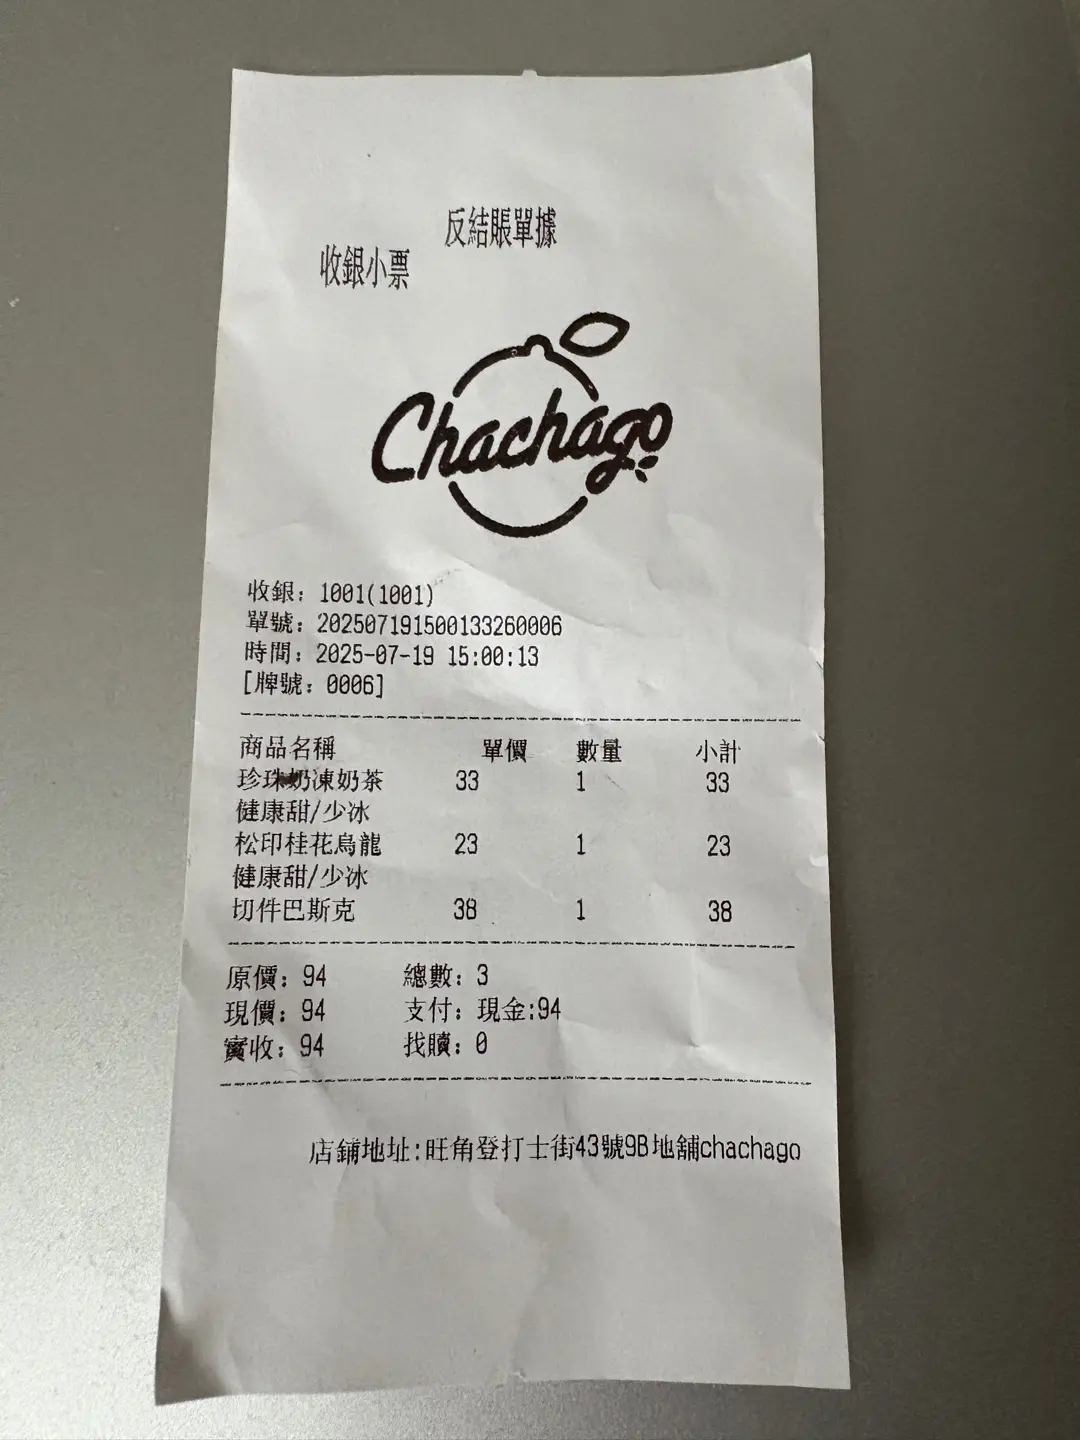 反結賬單據
收銀小票
Chachago
收銀：1001(1001)
單號：202507191500133260006
時間：2025-07-19 15:00:13
[牌號：0006]
商品名稱 單價 數量 小計
珍珠奶凍奶茶 33 1 33
健康甜/少冰
松印桂花烏龍 23 1 23
健康甜/少冰
切件巴斯克 38 1 38
原價：94 總數：3
現價：94 支付：現金:94
實收：94 找贖：0
店鋪地址:旺角登打士街43號9B地舖chachago